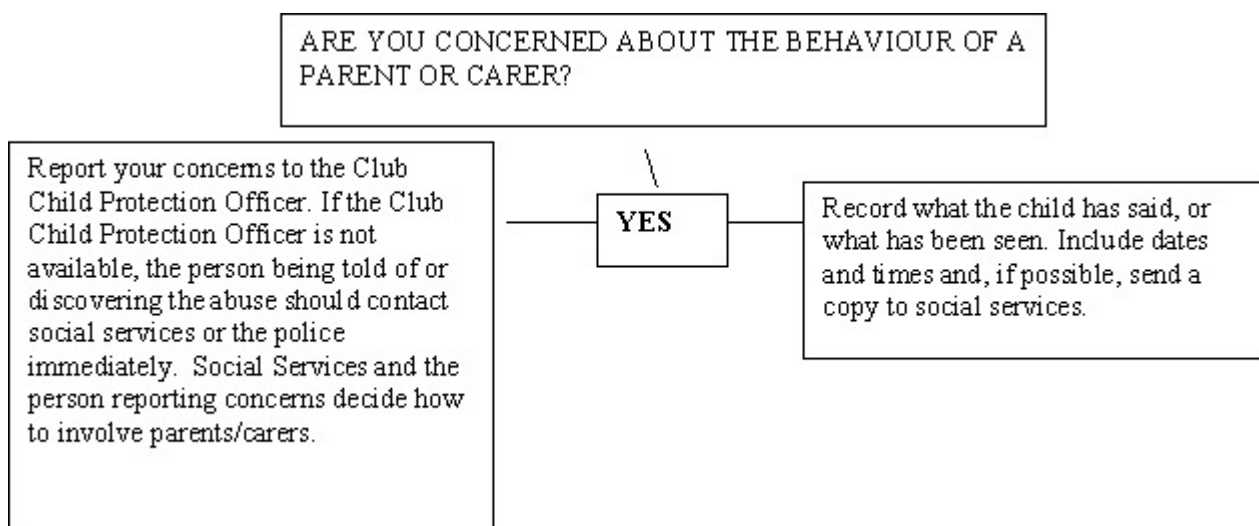 ARE YOU CONCERNED ABOUT THE BEHAVIOUR OF A
PARENT OR CARER?
Report your concerns to the Club
Child Protection Officer. If the Club
Child Protection Officer is not
available, the person being told of or
discovering the abuse should contact
social services or the police
immediately.  Social Services and the
person reporting concerns decide how
to involve parents/carers.
YES
Record what the child has said, or
what has been seen. Include dates
and times and, if possible, send a
copy to social services.